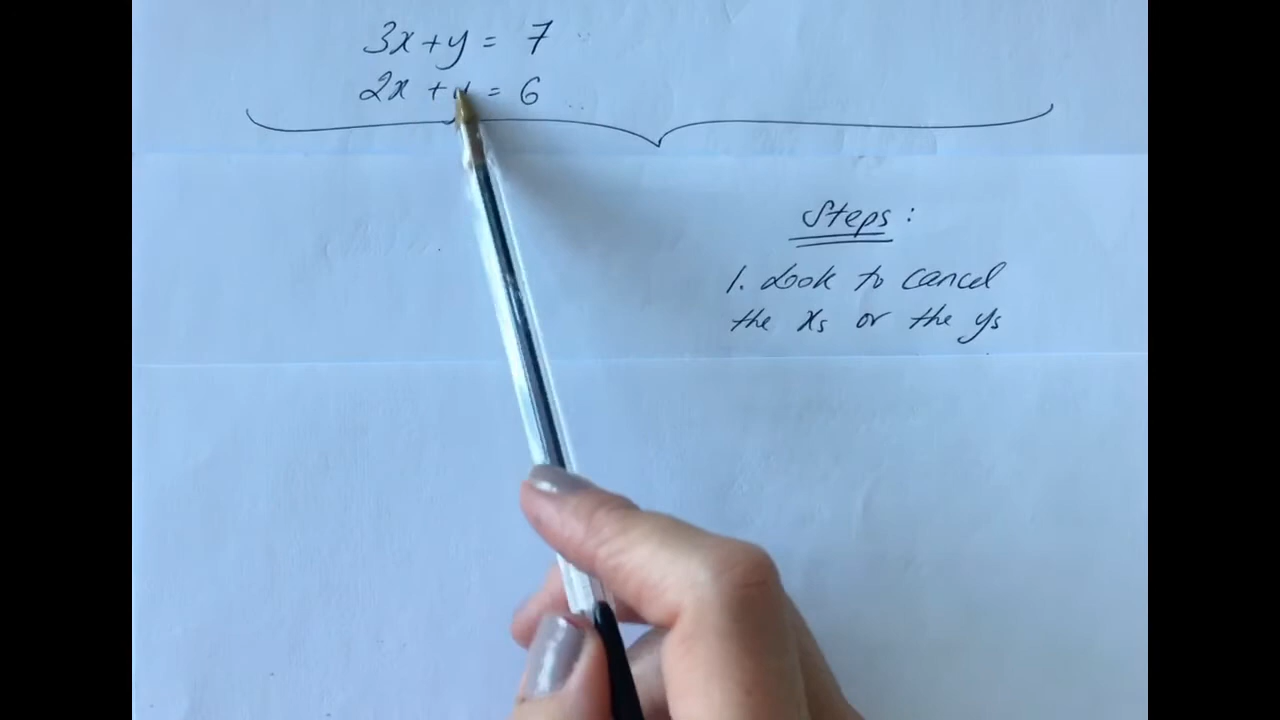 3x+y = 7
2x +y = 6
Steps :
1. Look to cancel
the xs or the ys